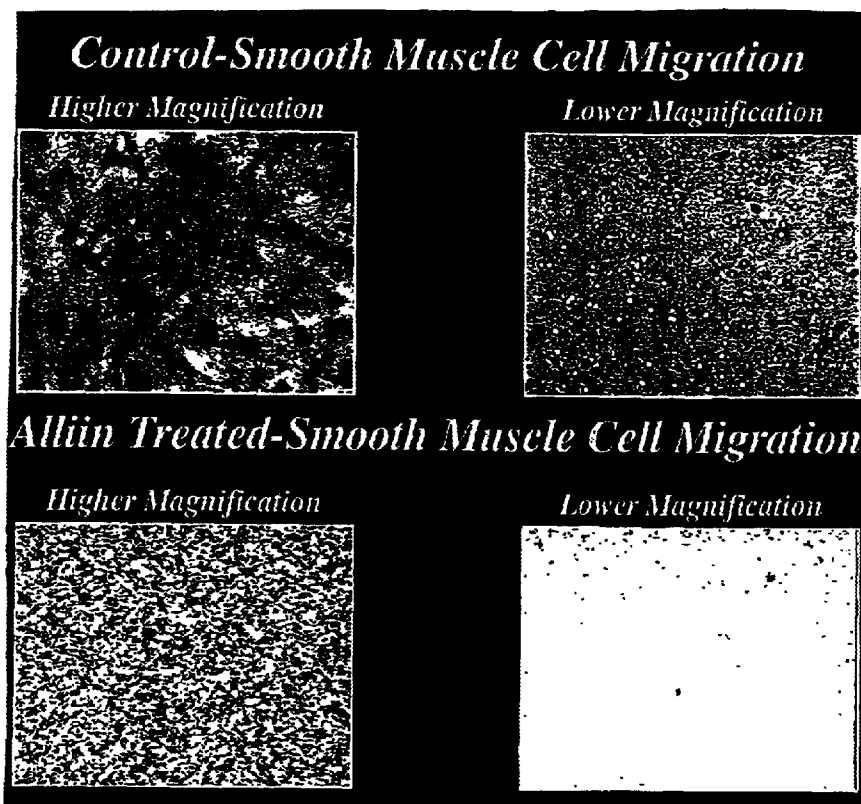 Control-Smooth Muscle Cell Migration
Higher Magnification Lower Magnification
Alliin Treated-Smooth Muscle Cell Migration
Higher Magnification Lower Magnification